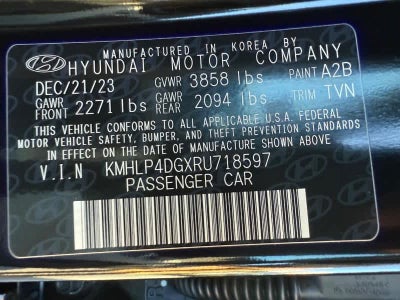 MANUFACTURED IN KOREA BY
HYUNDAI MOTOR COMPANY
DEC/21/23 GVWR 3858 lbs PAINT A2B
GAWR FRONT 2271 lbs GAWR REAR 2094 lbs TRIM TVN
THIS VEHICLE CONFORMS TO ALL APPLICABLE U.S.A. FEDERAL
MOTOR VEHICLE SAFETY, BUMPER, AND THEFT PREVENTION STANDARDS
IN EFFECT ON THE DATE OF MANUFACTURE SHOWN ABOVE.
V.I.N KMHLP4DGXRU718597
PASSENGER CAR